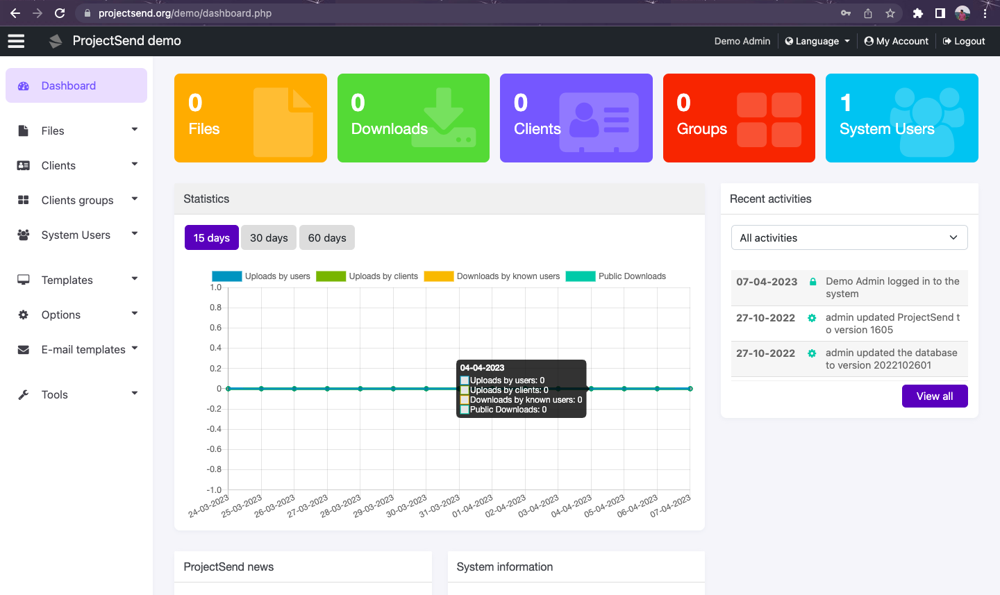 projectsend.org/demo/dashboard.php
ProjectSend demo
Demo Admin
Language
My Account
Logout
Dashboard
Files
Clients
Clients groups
System Users
Templates
Options
E-mail templates
Tools
0
Files
0
Downloads
0
Clients
0
Groups
1
System Users
Statistics
15 days
30 days
60 days
Uploads by users
Uploads by clients
Downloads by known users
Public Downloads
1.0
0.8
0.6
0.4
0.2
0
-0.2
-0.4
-0.6
-0.8
-1.0
04-04-2023
Uploads by users: 0
Uploads by clients: 0
Downloads by known users: 0
Public Downloads: 0
24-03-2023
25-03-2023
26-03-2023
27-03-2023
28-03-2023
29-03-2023
30-03-2023
31-03-2023
01-04-2023
02-04-2023
03-04-2023
04-04-2023
05-04-2023
06-04-2023
07-04-2023
Recent activities
All activities
07-04-2023
Demo Admin logged in to the
system
27-10-2022
admin updated ProjectSend t
o version 1605
27-10-2022
admin updated the database
to version 2022102601
View all
ProjectSend news
System information